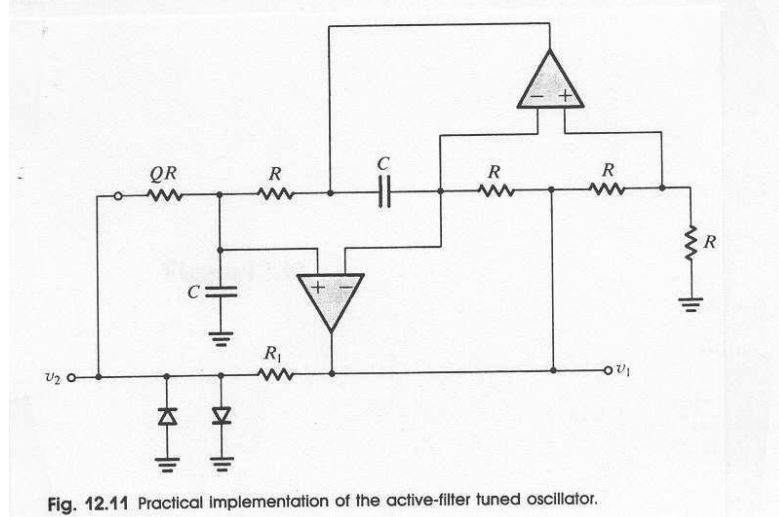 − +
C
QR
R
R
R
R
C
+ −
R₁
v₂
v₁
Fig. 12.11 Practical implementation of the active-filter tuned oscillator.